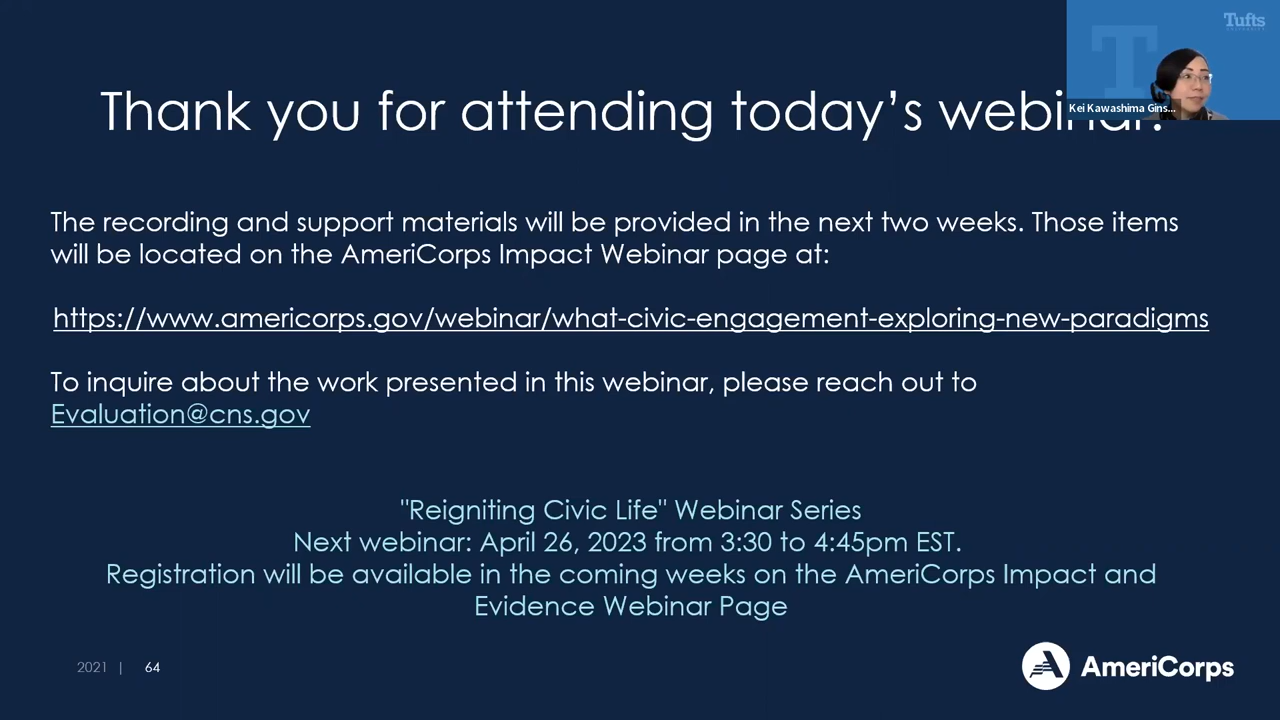 Tufts
Kei Kawashima Gins...
Thank you for attending today's webinar.
The recording and support materials will be provided in the next two weeks. Those items
will be located on the AmeriCorps Impact Webinar page at:
https://www.americorps.gov/webinar/what-civic-engagement-exploring-new-paradigms
To inquire about the work presented in this webinar, please reach out to
Evaluation@cns.gov
"Reigniting Civic Life" Webinar Series
Next webinar: April 26, 2023 from 3:30 to 4:45pm EST.
Registration will be available in the coming weeks on the AmeriCorps Impact and
Evidence Webinar Page
2021 | 64
AmeriCorps